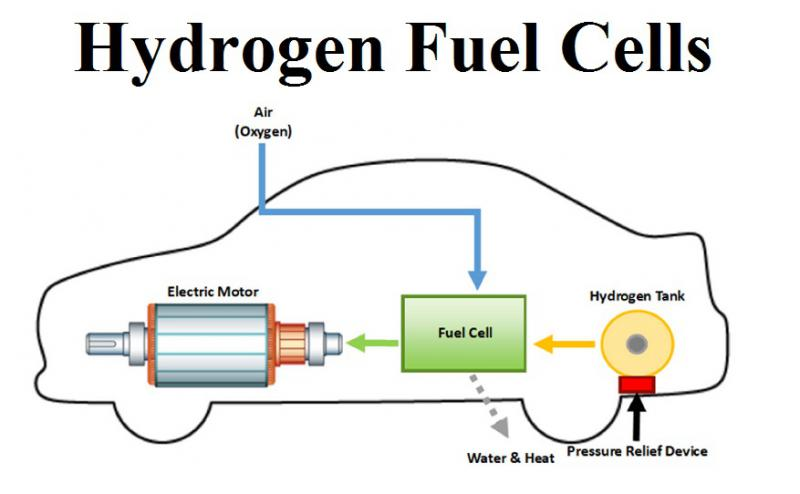 Hydrogen Fuel Cells
Air
(Oxygen)
Electric Motor
Hydrogen Tank
Fuel Cell
Water & Heat
Pressure Relief Device